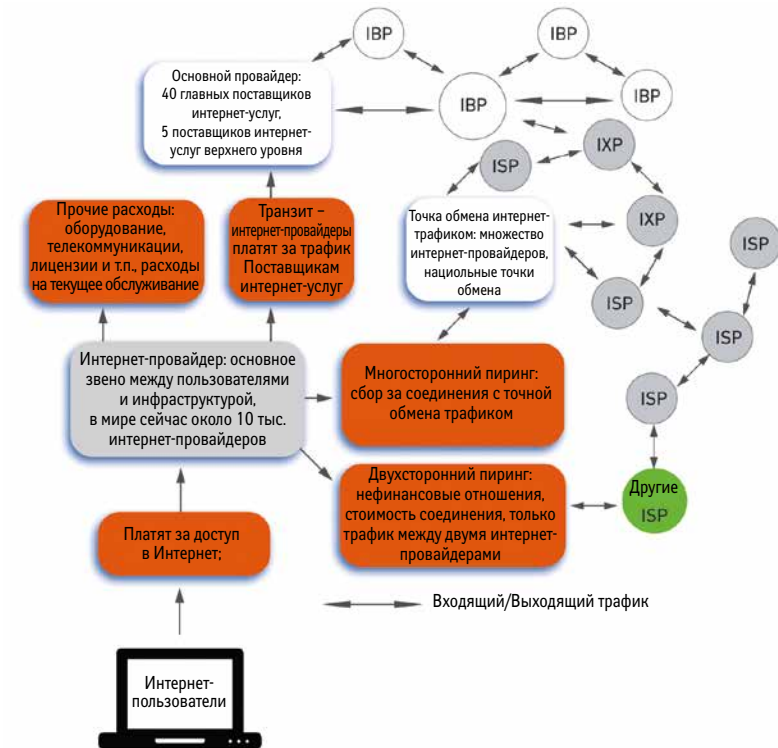 IBP
IBP
Основной провайдер:
40 главных поставщиков
интернет-услуг,
5 поставщиков интернет-
услуг верхнего уровня
IBP
IBP
ISP
IXP
Прочие расходы:
оборудование,
телекоммуникации,
лицензии и т.п., расходы
на текущее обслуживание
Транзит –
интернет-провайдеры
платят за трафик
Поставщикам
интернет-услуг
Точка обмена интернет-
трафиком: множество
интернет-провайдеров,
нациольные точки
обмена
IXP
ISP
ISP
ISP
Интернет-провайдер: основное
звено между пользователями
и инфраструктурой,
в мире сейчас около 10 тыс.
интернет-провайдеров
Многосторонний пиринг:
сбор за соединения с точной
обмена трафиком
ISP
Двухсторонний пиринг:
нефинансовые отношения,
стоимость соединения, только
трафик между двумя интернет-
провайдерами
Другие
ISP
Платят за доступ
в Интернет;
Входящий/Выходящий трафик
Интернет-
пользователи